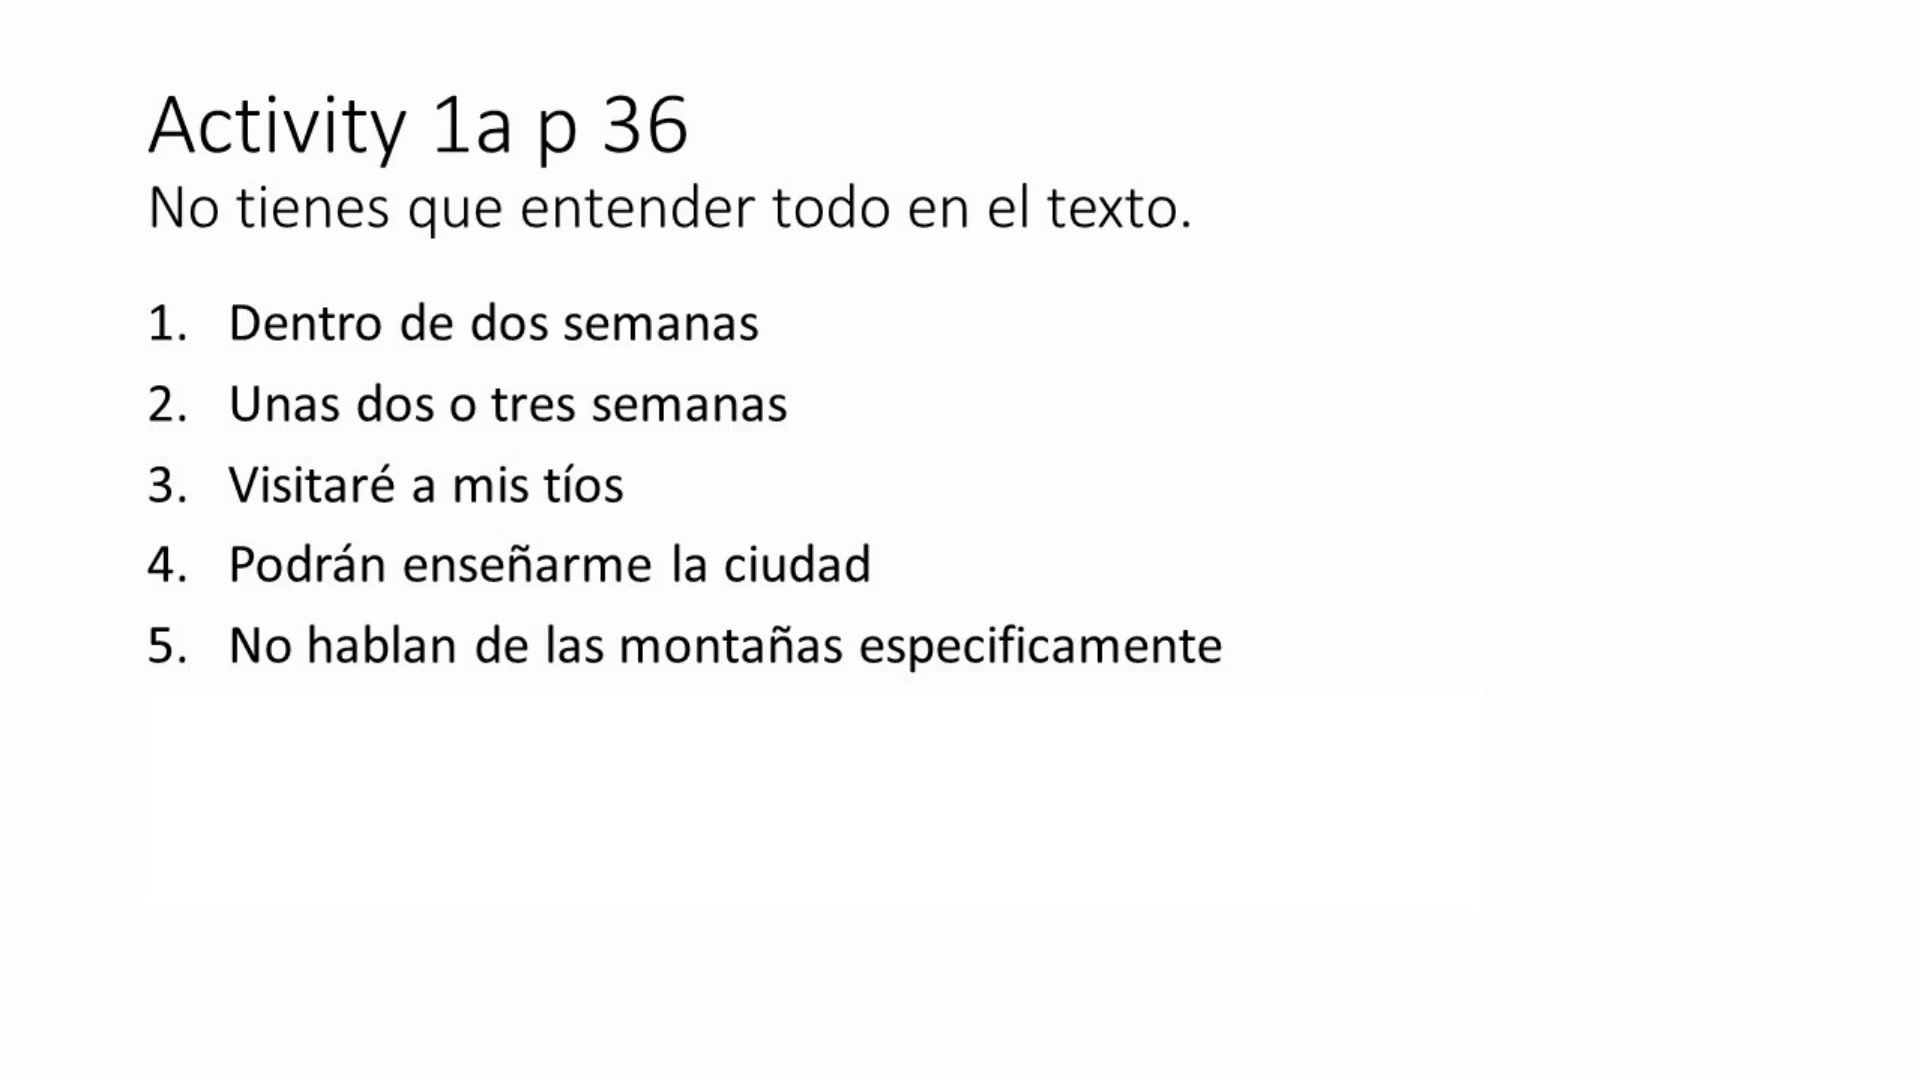 Activity 1a p 36
No tienes que entender todo en el texto.
1. Dentro de dos semanas
2. Unas dos o tres semanas
3. Visitaré a mis tíos
4. Podrán enseñarme la ciudad
5. No hablan de las montañas especificamente